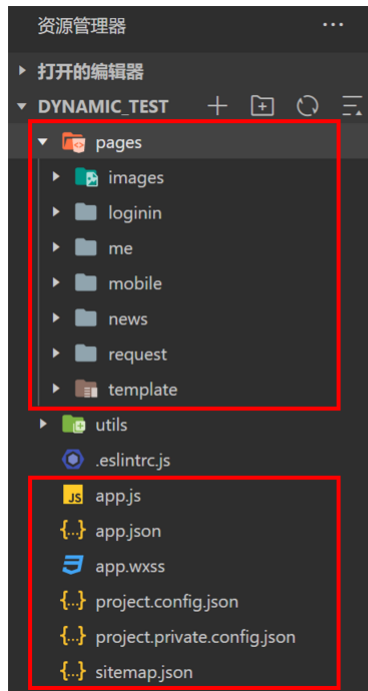 资源管理器
打开的编辑器
DYNAMIC_TEST
pages
images
loginin
me
mobile
news
request
template
utils
.eslintrc.js
JS app.js
{...} app.json
app.wxss
{...} project.config.json
{...} project.private.config.json
{...} sitemap.json